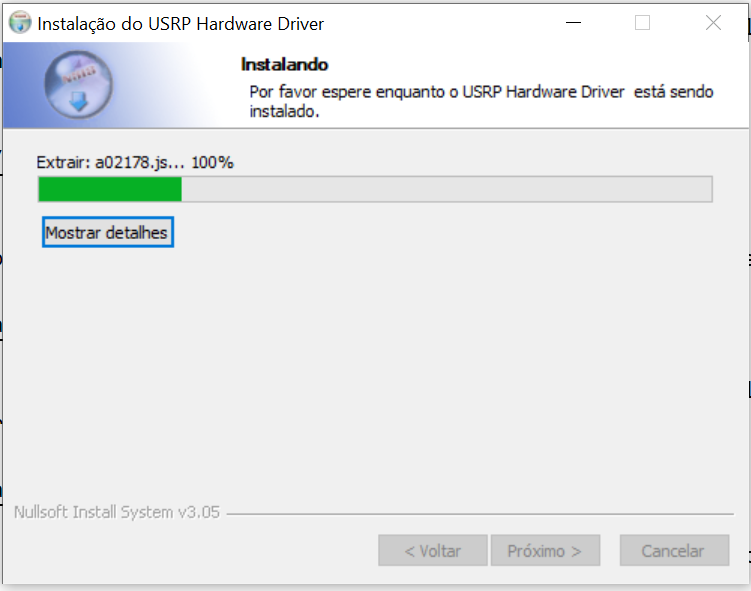 Instalação do USRP Hardware Driver
Instalando
Por favor espere enquanto o USRP Hardware Driver está sendo
instalado.
Extrair: a02178.js... 100%
Mostrar detalhes
Nullsoft Install System v3.05
< Voltar
Próximo >
Cancelar